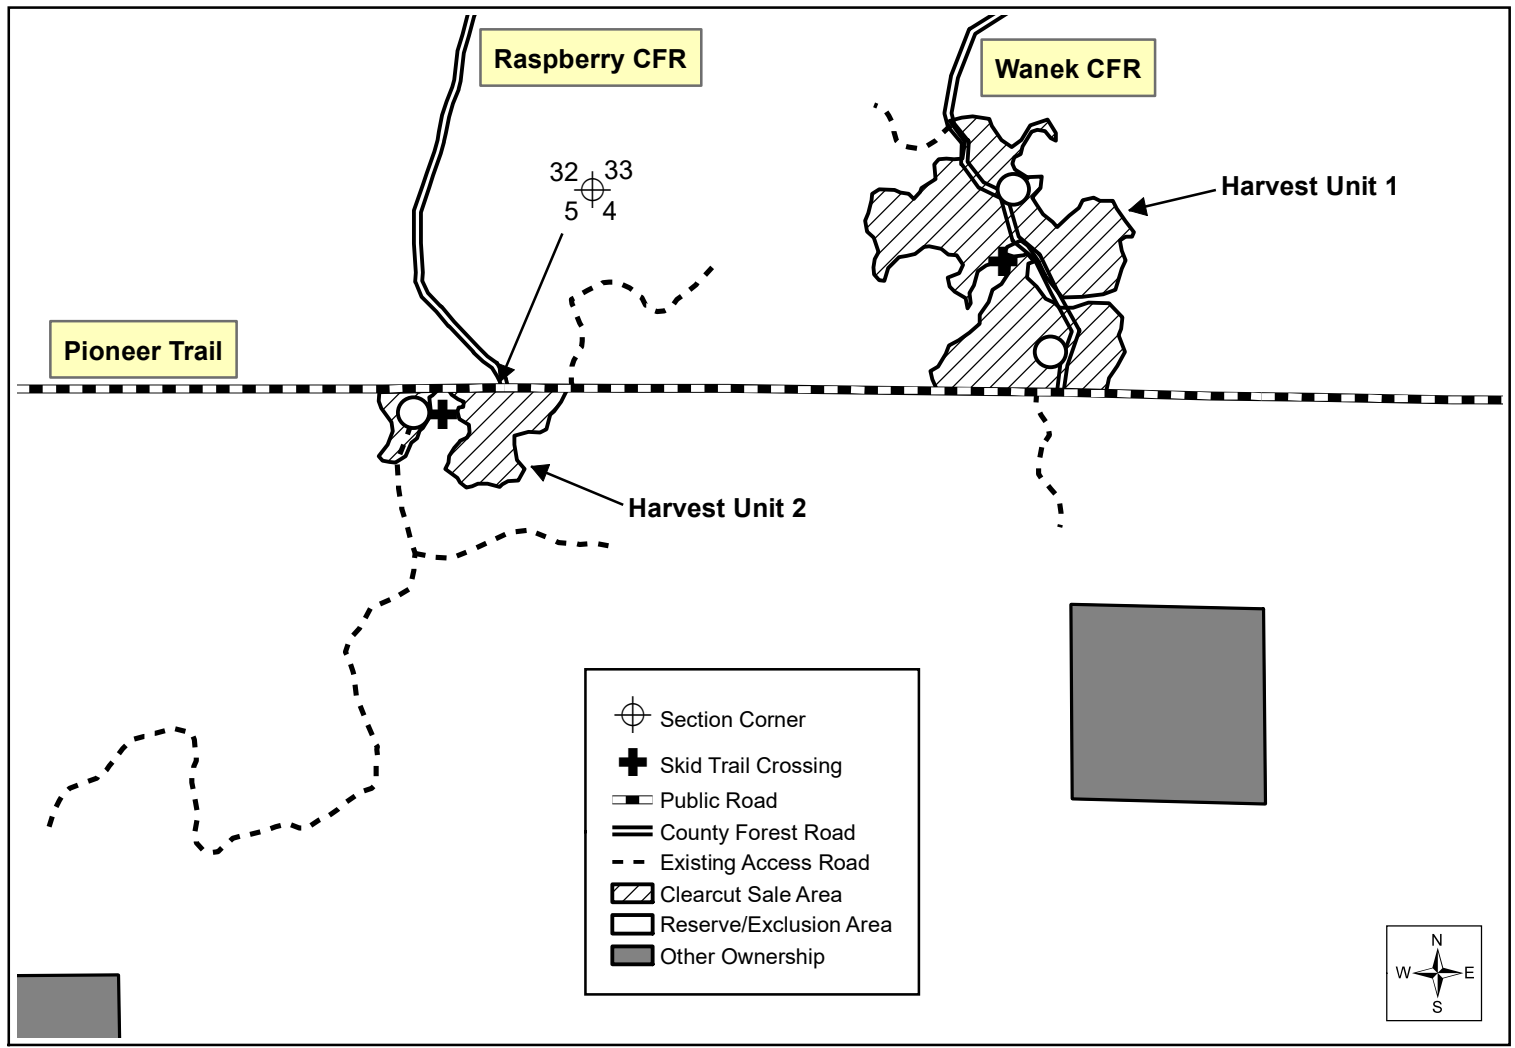 Raspberry CFR
Wanek CFR
32 33
5 4
Harvest Unit 1
Pioneer Trail
Harvest Unit 2
Section Corner
Skid Trail Crossing
Public Road
County Forest Road
Existing Access Road
Clearcut Sale Area
Reserve/Exclusion Area
Other Ownership
N
W E
S